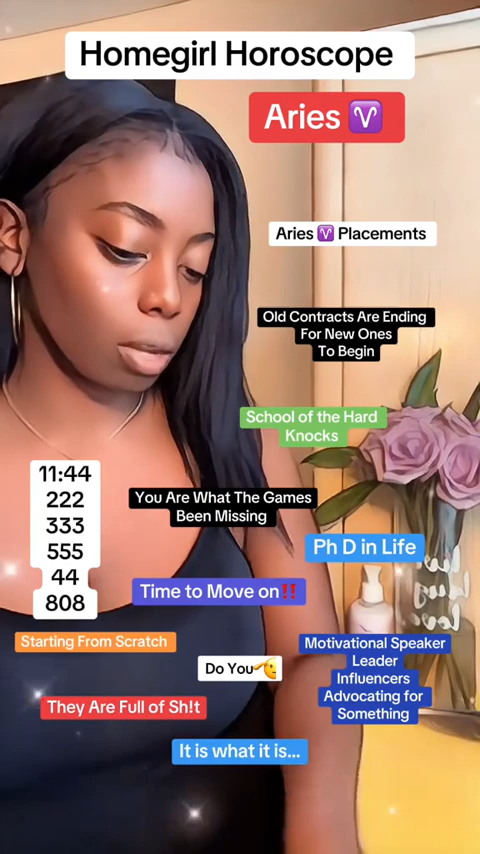 Homegirl Horoscope
Aries ♈
Aries ♈ Placements
Old Contracts Are Ending
For New Ones
To Begin
School of the Hard
Knocks
11:44
222
333
555
44
808
You Are What The Games
Been Missing
Ph D in Life
Time to Move on‼️
Starting From Scratch
Do You🫡
Motivational Speaker
Leader
Influencers
Advocating for
Something
They Are Full of Sh!t
It is what it is...